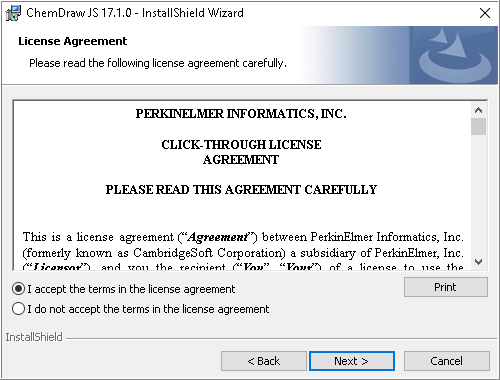 ChemDraw JS 17.1.0 - InstallShield Wizard
License Agreement
Please read the following license agreement carefully.
PERKINELMER INFORMATICS, INC.
CLICK-THROUGH LICENSE
AGREEMENT
PLEASE READ THIS AGREEMENT CAREFULLY
This is a license agreement (“Agreement”) between PerkinElmer Informatics, Inc.
(formerly known as CambridgeSoft Corporation) a subsidiary of PerkinElmer, Inc.
(“Licensor”), and you the recipient (“You”, “Your”) of a license to use the
I accept the terms in the license agreement
Print
I do not accept the terms in the license agreement
InstallShield
< Back
Next >
Cancel